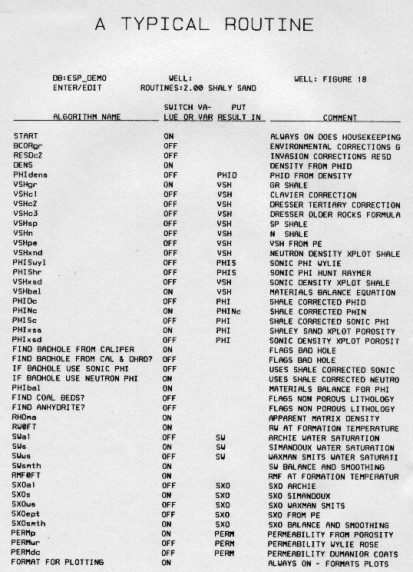 A TYPICAL ROUTINE
DB:ESP_DEMO WELL: WELL: FIGURE 18
ENTER/EDIT ROUTINES:2.00 SHALY SAND
SWITCH VA- PUT
ALGORITHM NAME LUE OR VAR RESULT IN COMMENT
START ON ALWAYS ON DOES HOUSEKEEPING
BCORgr OFF ENVIRONMENTAL CORRECTIONS G
RESDc2 OFF INVASION CORRECTIONS RESD
DENS ON DENSITY FROM PHID
PHIdens OFF PHID PHID FROM DENSITY
VSHgr ON VSH GR SHALE
VSHc1 OFF VSH CLAVIER CORRECTION
VSHc2 OFF VSH DRESSER TERTIARY CORRECTION
VSHc3 OFF VSH DRESSER OLDER ROCKS FORMULA
VSHsp OFF VSH SP SHALE
VSHn OFF VSH N SHALE
VSHpe OFF VSH VSH FROM PE
VSHxnd OFF VSH NEUTRON DENSITY XPLOT SHALE
PHISwyl OFF PHIS SONIC PHI WYLIE
PHIShr OFF PHIS SONIC PHI HUNT RAYMER
VSHxsd OFF VSH SONIC DENSITY XPLOT SHALE
VSHbal ON VSH MATERIALS BALANCE EQUATION
PHIDc OFF PHI SHALE CORRECTED PHID
PHINc ON PHINc SHALE CORRECTED PHIN
PHISc OFF PHI SHALE CORRECTED SONIC PHI
PHIxss ON PHI SHALEY SAND XPLOT POROSITY
PHIxsd OFF PHI SONIC DENSITY XPLOT POROSIT
FIND BADHOLE FROM CALIPER ON FLAGS BAD HOLE
FIND BADHOLE FROM CAL & DHRO? OFF FLAGS BAD HOLE
IF BADHOLE USE SONIC PHI OFF USES SHALE CORRECTED SONIC
IF BADHOLE USE NEUTRON PHI ON USES SHALE CORRECTED NEUTRO
PHIbal ON MATERIALS BALANCE FOR PHI
FIND COAL BEDS? OFF FLAGS NON POROUS LITHOLOGY
FIND ANHYDRITE? OFF FLAGS NON POROUS LITHOLOGY
RHOma ON APPARENT MATRIX DENSITY
RW@FT ON RW AT FORMATION TEMPERATURE
SWa1 OFF SW ARCHIE WATER SATURATION
SWs ON SW SIMANDOUX WATER SATURATION
SWws OFF SW WAXMAN SMITS WATER SATURATI
SWsmth ON SW BALANCE AND SMOOTHING
RMF@FT ON RMF AT FORMATION TEMPERATUR
SXOa1 OFF SXO SXO ARCHIE
SXOs ON SXO SXO SIMANDOUX
SXOws OFF SXO SXO WAXMAN SMITS
SXOept OFF SXO SXO FROM PE
SXOsmth ON SXO SXO BALANCE AND SMOOTHING
PERMp ON PERM PERMEABILITY FROM POROSITY
PERMwr OFF PERM PERMEABILITY WYLIE ROSE
PERMdc OFF PERM PERMEABILITY DUMANIOR COATS
FORMAT FOR PLOTTING ON ALWAYS ON - FORMATS PLOTS